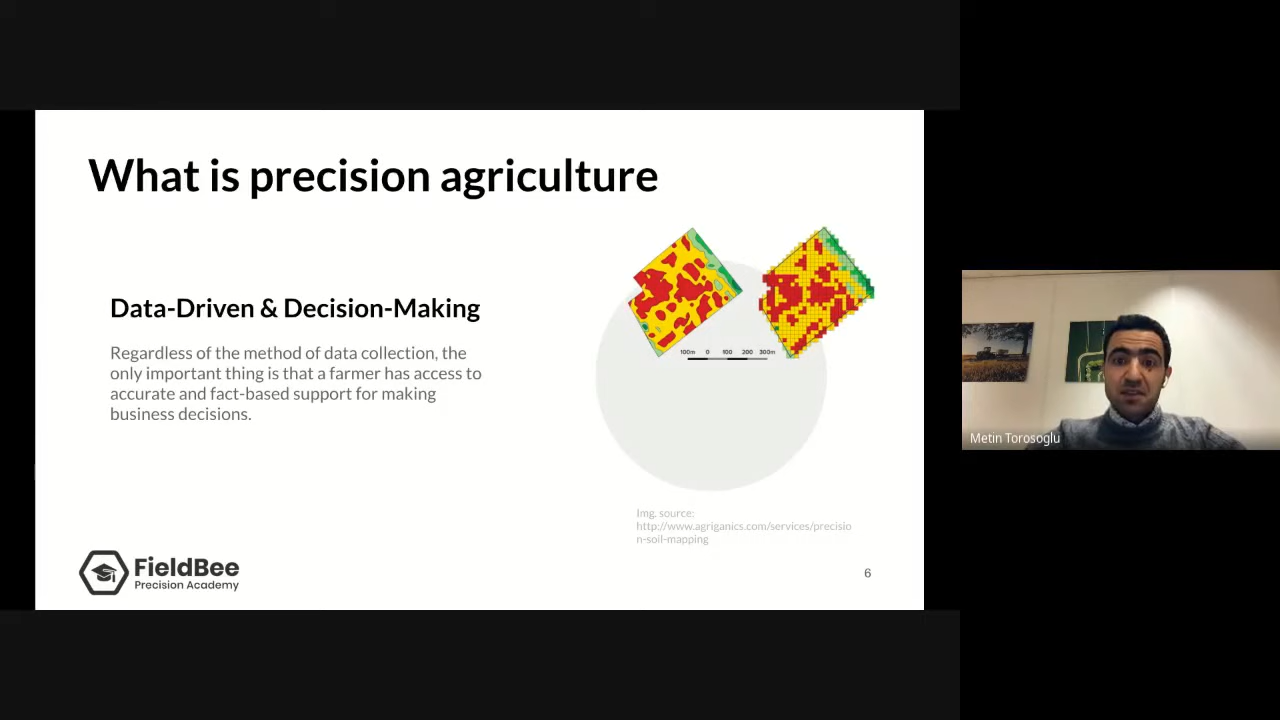 What is precision agriculture
Data-Driven & Decision-Making
Regardless of the method of data collection, the
only important thing is that a farmer has access to
accurate and fact-based support for making
business decisions.
100m 0 100 200 300m
Img. source:
http://www.agriganics.com/services/precisio
n-soil-mapping
FieldBee
Precision Academy
6
Metin Torosoglu